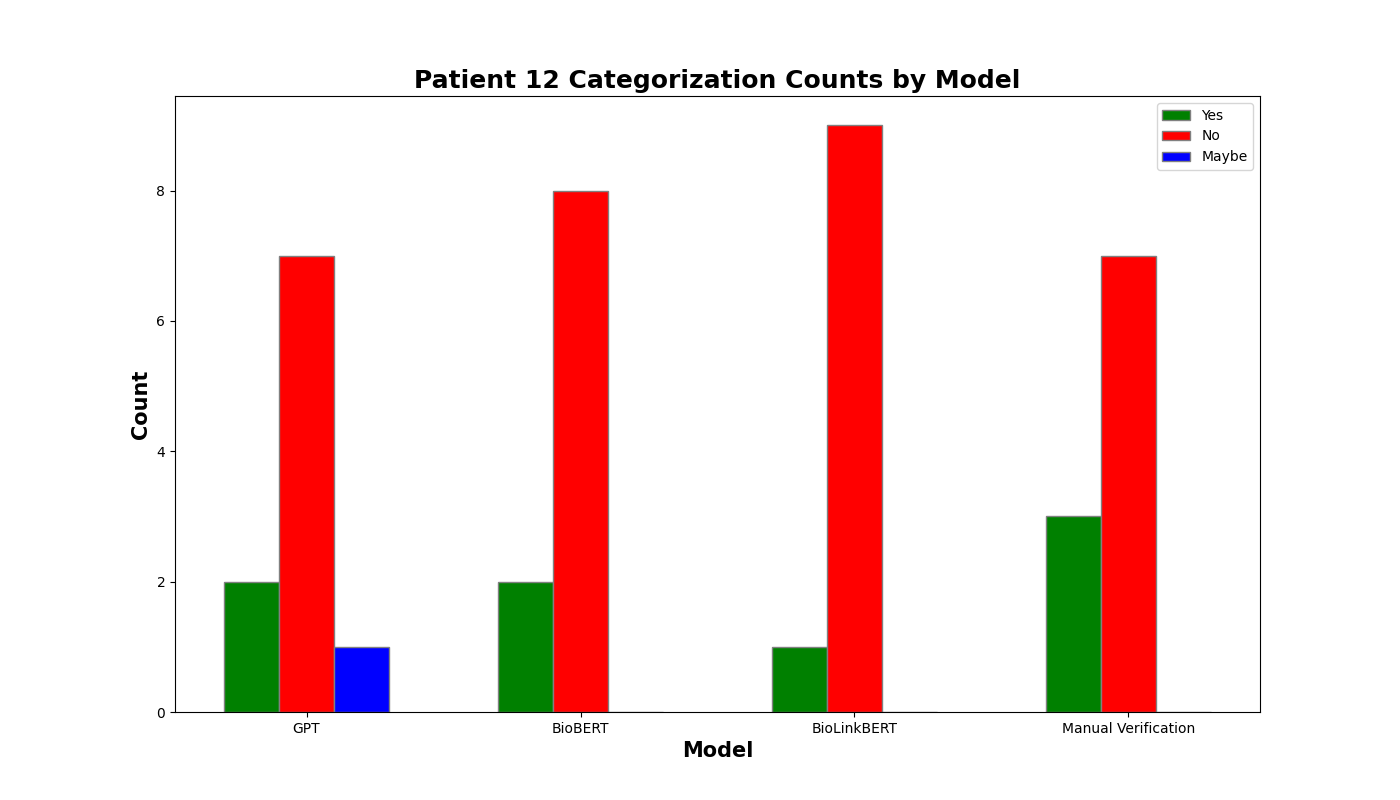 Patient 12 Categorization Counts by Model
Yes
No
Maybe
8
6
4
2
0
Count
GPT
BioBERT
BioLinkBERT
Manual Verification
Model